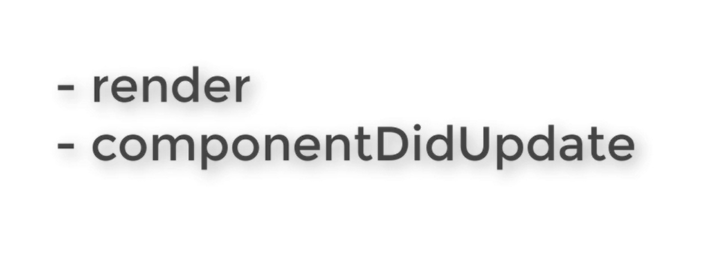 - render
- componentDidUpdate